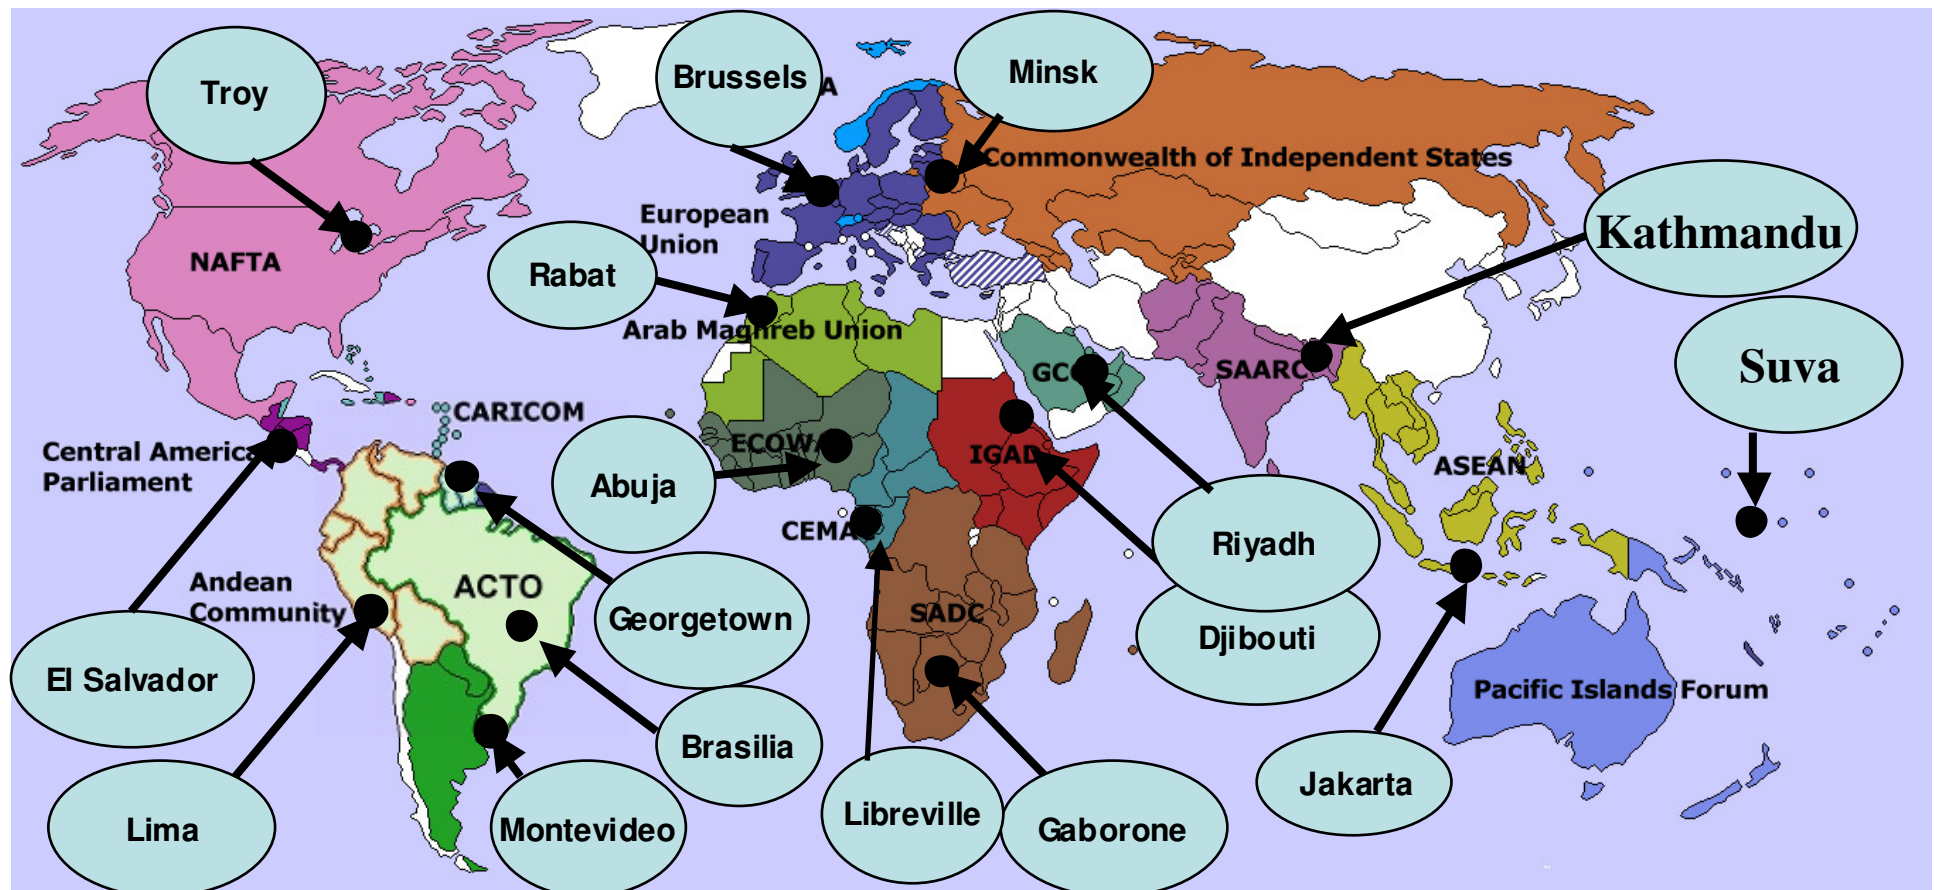 Troy
Brussels
A
Minsk
Commonwealth of Independent States
Kathmandu
European
Union
NAFTA
Rabat
Arab Maghreb Union
Suva
GC
SAARC
CARICOM
Central America
Parliament
ECOWA
IGAD
ASEAN
Abuja
CEMA
Riyadh
Andean
Community
ACTO
Georgetown
SADC
Djibouti
El Salvador
Pacific Islands Forum
Brasilia
Jakarta
Lima
Montevideo
Libreville
Gaborone